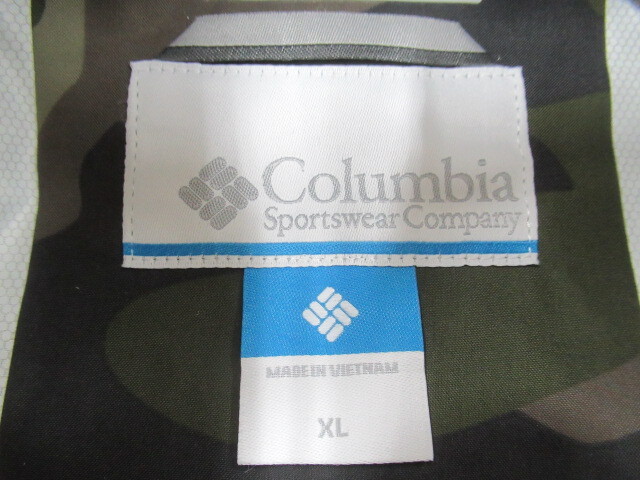 Columbia
Sportswear Company
MADE IN VIETNAM
XL